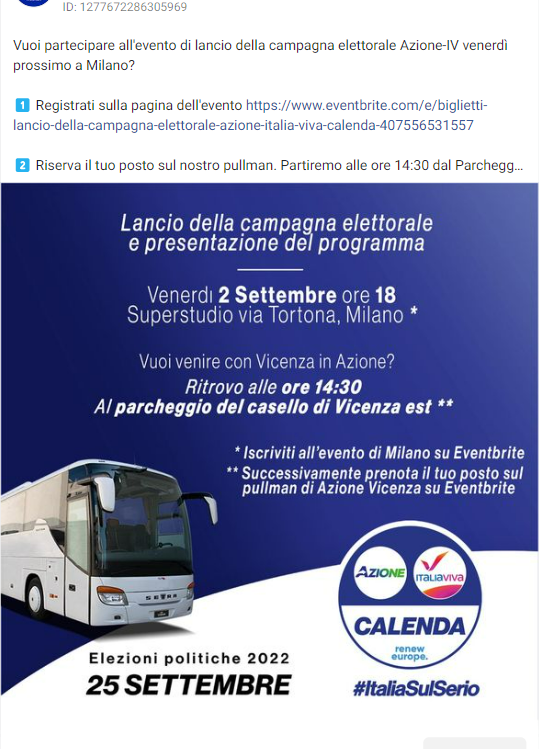 ID: 1277672286305969
Vuoi partecipare all'evento di lancio della campagna elettorale Azione-IV venerdì
prossimo a Milano?
1 Registrati sulla pagina dell'evento https://www.eventbrite.com/e/biglietti-
lancio-della-campagna-elettorale-azione-italia-viva-calenda-407556531557
2 Riserva il tuo posto sul nostro pullman. Partiremo alle ore 14:30 dal Parchegg...
Lancio della campagna elettorale
e presentazione del programma
Venerdì 2 Settembre ore 18
Superstudio via Tortona, Milano *
Vuoi venire con Vicenza in Azione?
Ritrovo alle ore 14:30
Al parcheggio del casello di Vicenza est **
* Iscriviti all'evento di Milano su Eventbrite
** Successivamente prenota il tuo posto sul
pullman di Azione Vicenza su Eventbrite
SETRA
AZIONE
ITALIAVIVA
CALENDA
renew
europe.
Elezioni politiche 2022
25 SETTEMBRE
#ItaliaSulSerio